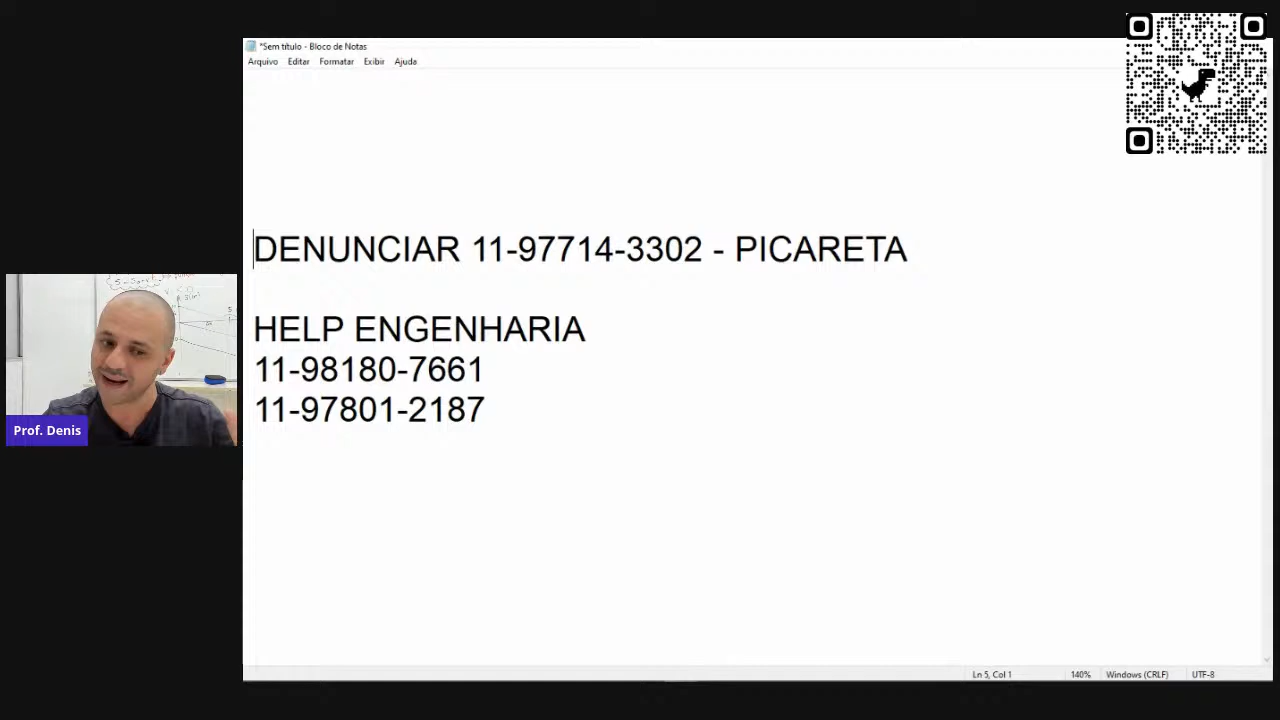 *Sem título - Bloco de Notas
Arquivo Editar Formatar Exibir Ajuda
DENUNCIAR 11-97714-3302 - PICARETA
HELP ENGENHARIA
11-98180-7661
11-97801-2187
Prof. Denis
Ln 5, Col 1 140% Windows (CRLF) UTF-8